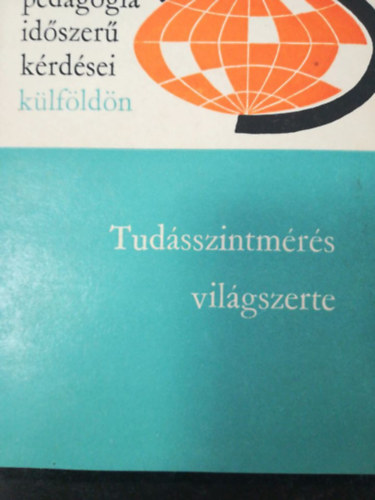 pedagógia
időszerű
kérdései
külföldön
Tudásszintmérés
világszerte